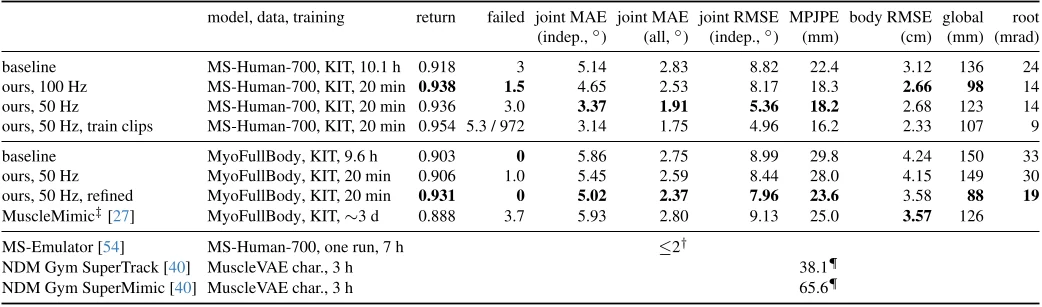 model, data, training return failed joint MAE joint MAE joint RMSE MPJPE body RMSE global root
(indep., °) (all, °) (indep., °) (mm) (cm) (mm) (mrad)
baseline MS-Human-700, KIT, 10.1 h 0.918 3 5.14 2.83 8.82 22.4 3.12 136 24
ours, 100 Hz MS-Human-700, KIT, 20 min 0.938 1.5 4.65 2.53 8.17 18.3 2.66 98 14
ours, 50 Hz MS-Human-700, KIT, 20 min 0.936 3.0 3.37 1.91 5.36 18.2 2.68 123 14
ours, 50 Hz, train clips MS-Human-700, KIT, 20 min 0.954 5.3 / 972 3.14 1.75 4.96 16.2 2.33 107 9
baseline MyoFullBody, KIT, 9.6 h 0.903 0 5.86 2.75 8.99 29.8 4.24 150 33
ours, 50 Hz MyoFullBody, KIT, 20 min 0.906 1.0 5.45 2.59 8.44 28.0 4.15 149 30
ours, 50 Hz, refined MyoFullBody, KIT, 20 min 0.931 0 5.02 2.37 7.96 23.6 3.58 88 19
MuscleMimic‡ [27] MyoFullBody, KIT, ∼3 d 0.888 3.7 5.93 2.80 9.13 25.0 3.57 126
MS-Emulator [54] MS-Human-700, one run, 7 h ≤2†
NDM Gym SuperTrack [40] MuscleVAE char., 3 h 38.1¶
NDM Gym SuperMimic [40] MuscleVAE char., 3 h 65.6¶